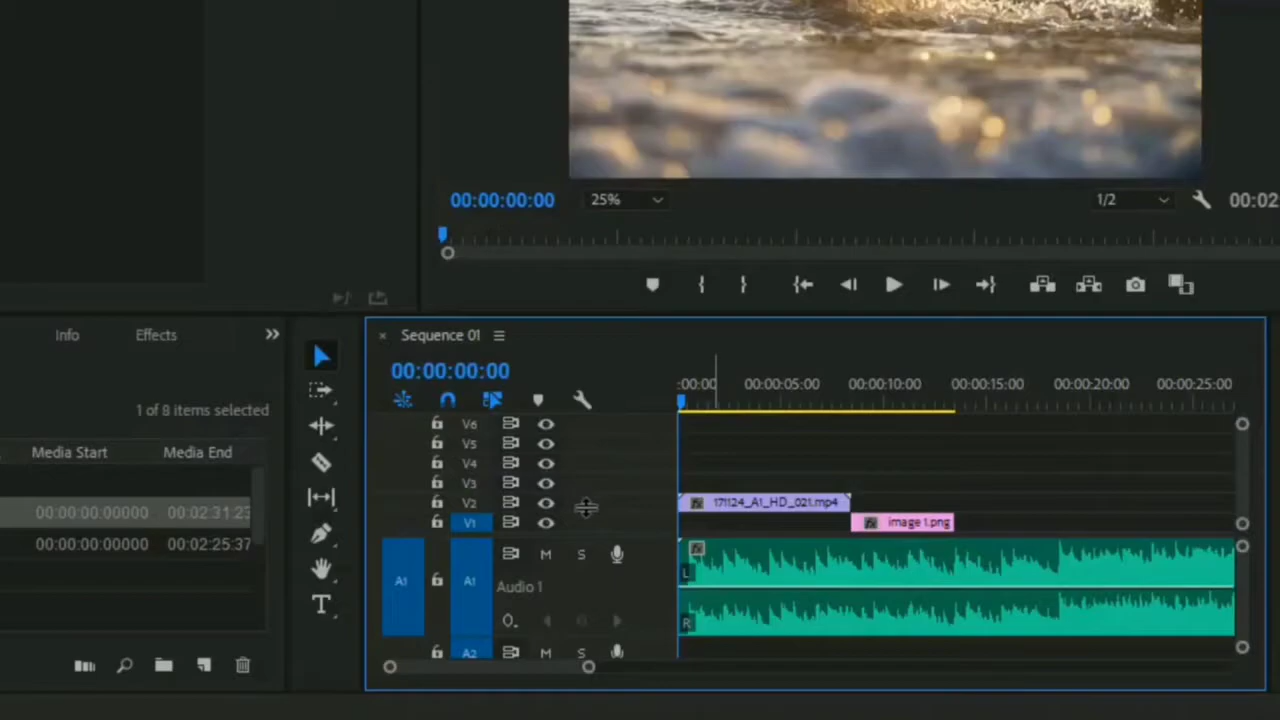 00:00:00:00 25% 1/2 00:02
Info Effects
1 of 8 items selected
Media Start Media End
00:00:00.00000 00:02:31:23
00:00:00.00000 00:02:25:37
T
× Sequence 01
00:00:00:00
:00:00 00:00:05:00 00:00:10:00 00:00:15:00 00:00:20:00 00:00:25:00
V6
V5
V4
V3
V2 fx 171124_A1_HD_021.mp4
V1 fx image 1.png
M S fx
A1 A1 Audio 1 L
R
A2 M S